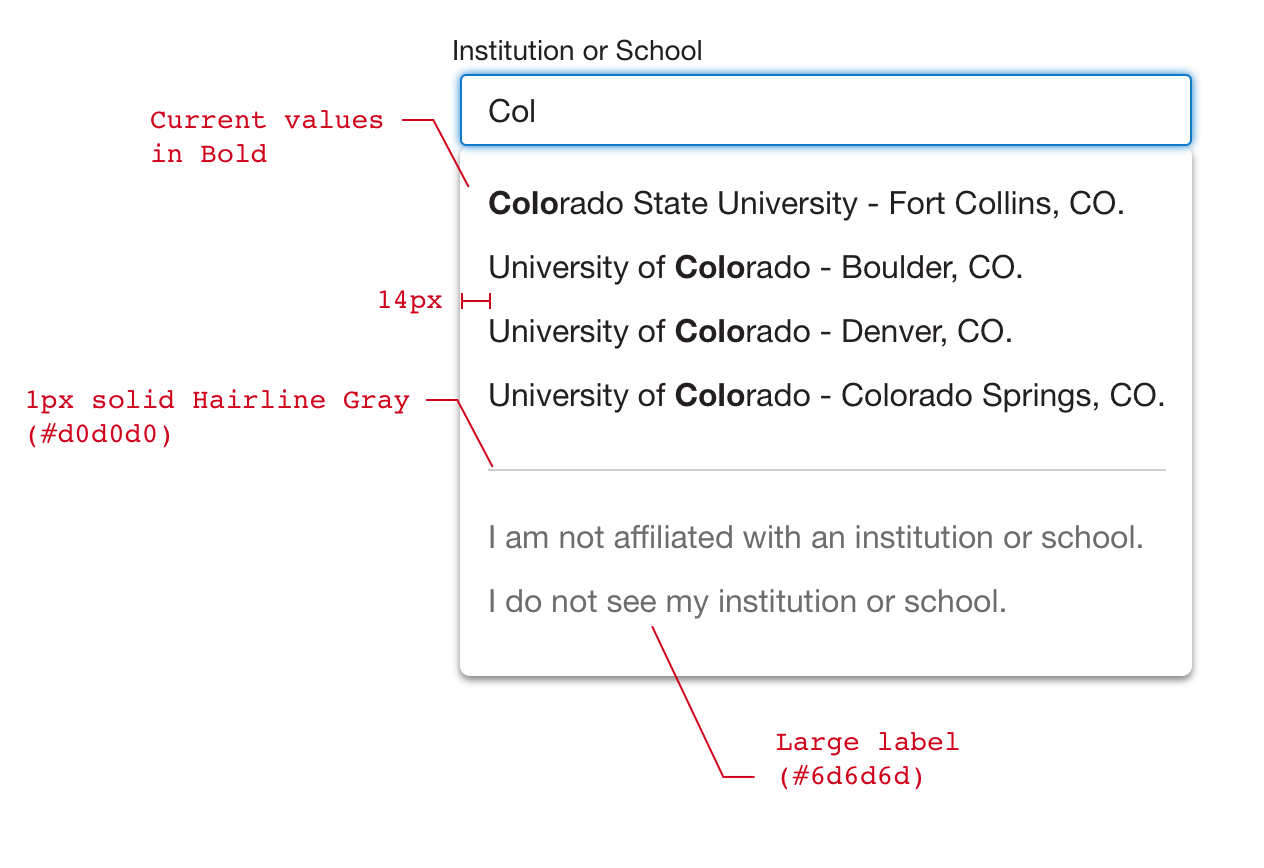 Institution or School
Col
Current values
in Bold
Colorado State University - Fort Collins, CO.
University of Colorado - Boulder, CO.
14px
University of Colorado - Denver, CO.
University of Colorado - Colorado Springs, CO.
1px solid Hairline Gray
(#d0d0d0)
I am not affiliated with an institution or school.
I do not see my institution or school.
Large label
(#6d6d6d)